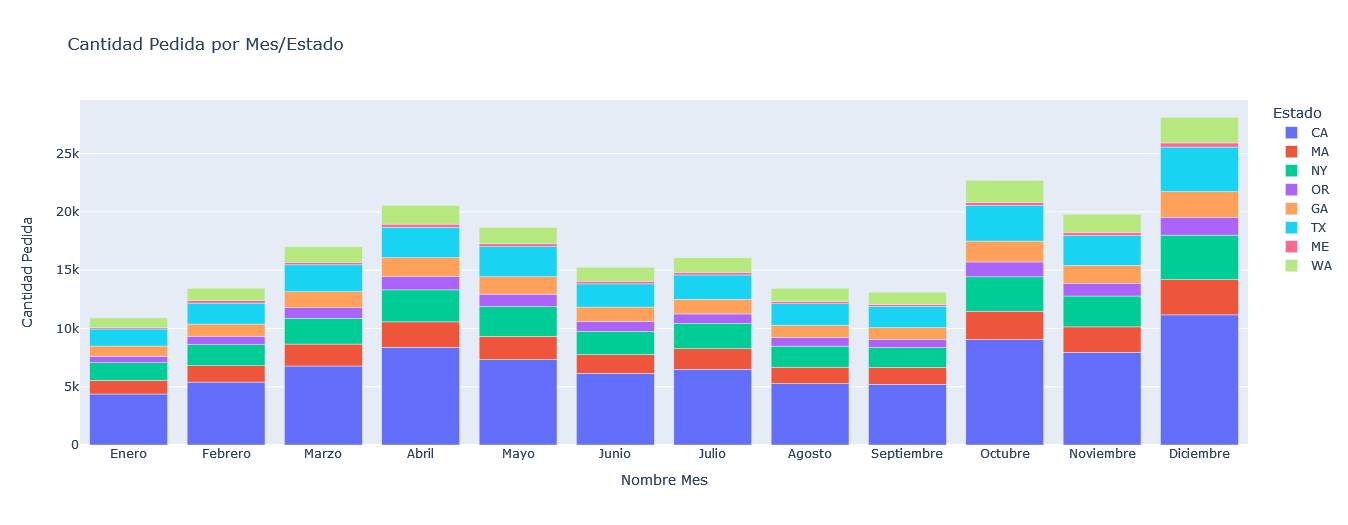 Cantidad Pedida por Mes/Estado
Estado
CA
MA
NY
OR
GA
TX
ME
WA
Cantidad Pedida
25k
20k
15k
10k
5k
0
Enero Febrero Marzo Abril Mayo Junio Julio Agosto Septiembre Octubre Noviembre Diciembre
Nombre Mes